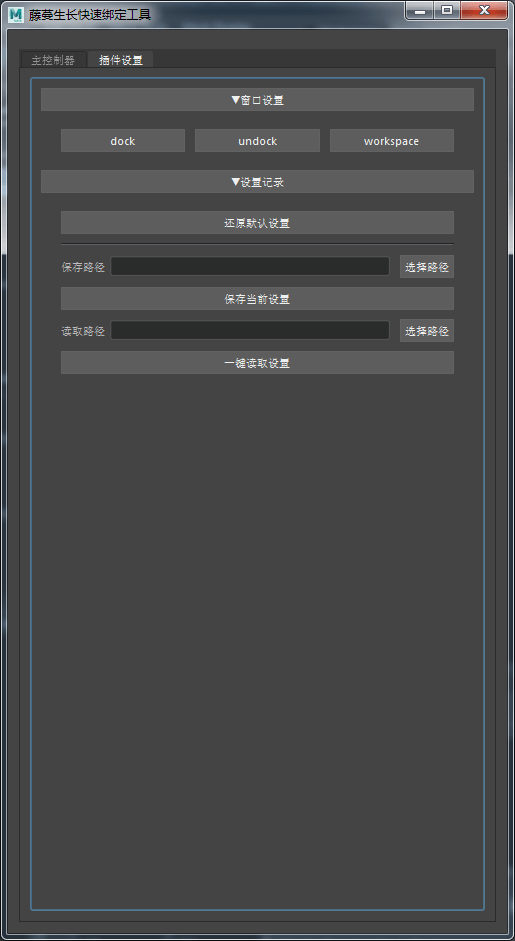 藤蔓生长快速绑定工具
主控制器 插件设置
▼窗口设置
dock undock workspace
▼设置记录
还原默认设置
保存路径 选择路径
保存当前设置
读取路径 选择路径
一键读取设置